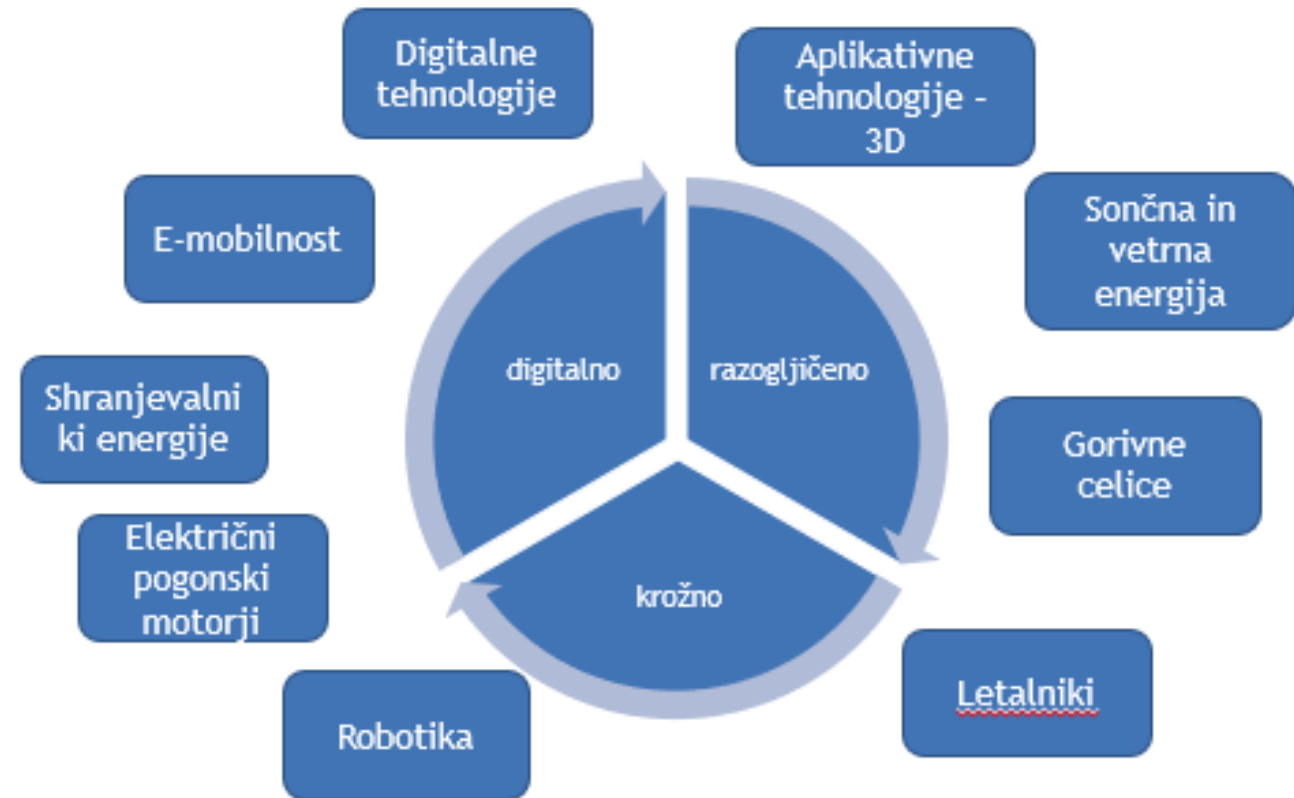 Digitalne
tehnologije
Aplikativne
tehnologije -
3D
E-mobilnost
Sončna in
vetrna
energija
digitalno
razogljičeno
Shranjevalni
ki energije
Gorivne
celice
Električni
pogonski
motorji
krožno
Letalniki
Robotika